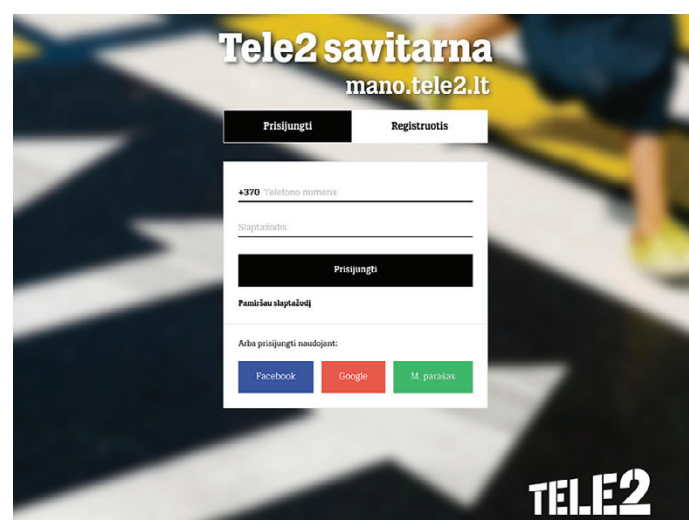 Tele2 savitarna
mano.tele2.lt
Prisijungti Registruotis
+370 Telefono numeris
Slaptažodis
Prisijungti
Pamiršau slaptažodį
Arba prisijungti naudojant:
Facebook Google M. parašas
TELE2